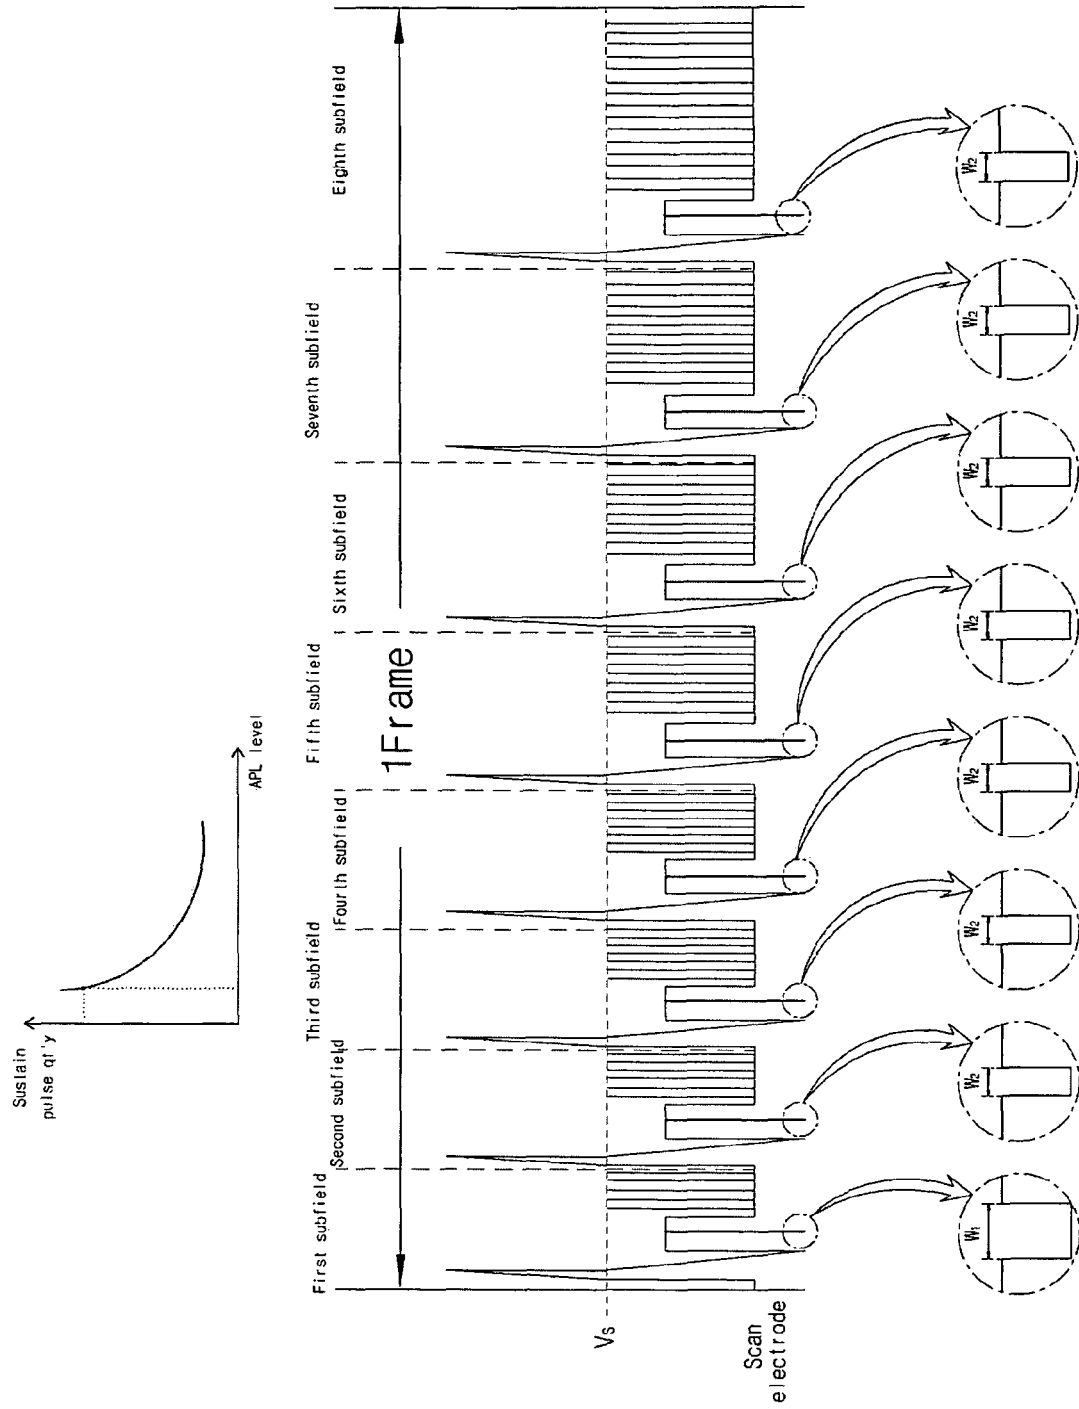 Sustain
pulse qt'y
APL level
First subfield
Second subfield
Third subfield
Fourth subfield
Fifth subfield
Sixth subfield
Seventh subfield
Eighth subfield
1Frame
Vs
Scan
electrode
W1
W2
W2
W2
W2
W2
W2
W2